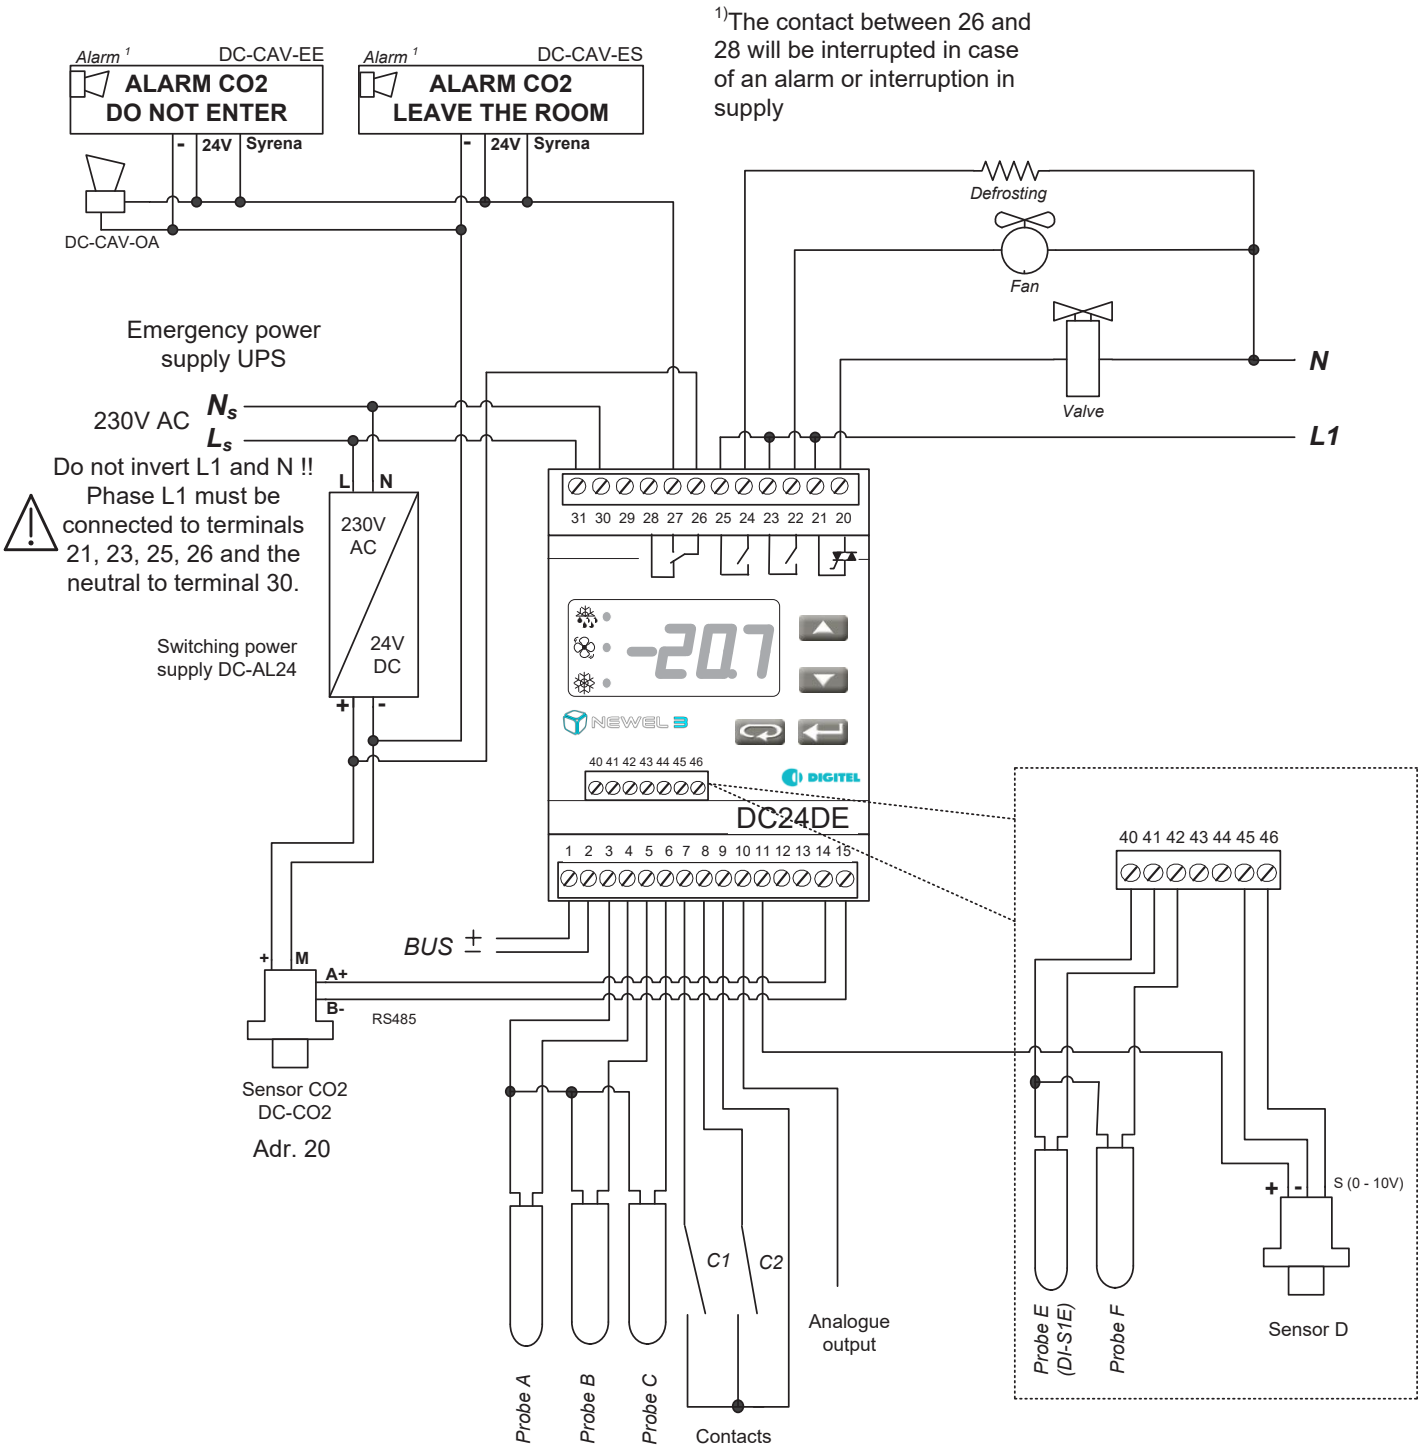 1)The contact between 26 and
28 will be interrupted in case
of an alarm or interruption in
supply
Alarm 1
DC-CAV-EE
ALARM CO2
DO NOT ENTER
- 24V Syrena
Alarm 1
DC-CAV-ES
ALARM CO2
LEAVE THE ROOM
- 24V Syrena
DC-CAV-OA
Defrosting
Fan
Valve
N
L1
Emergency power
supply UPS
230V AC
Ns
Ls
Do not invert L1 and N !!
Phase L1 must be
connected to terminals
21, 23, 25, 26 and the
neutral to terminal 30.
L N
230V
AC
24V
DC
+ -
Switching power
supply DC-AL24
31 30 29 28 27 26 25 24 23 22 21 20
-20.7
NEWEL 3
40 41 42 43 44 45 46
DIGITEL
DC24DE
1 2 3 4 5 6 7 8 9 10 11 12 13 14 15
BUS + -
+ M
A+
B-
RS485
Sensor CO2
DC-CO2
Adr. 20
Probe A
Probe B
Probe C
C1
C2
Contacts
Analogue
output
40 41 42 43 44 45 46
+ - S (0 - 10V)
Probe E
(DI-S1E)
Probe F
Sensor D